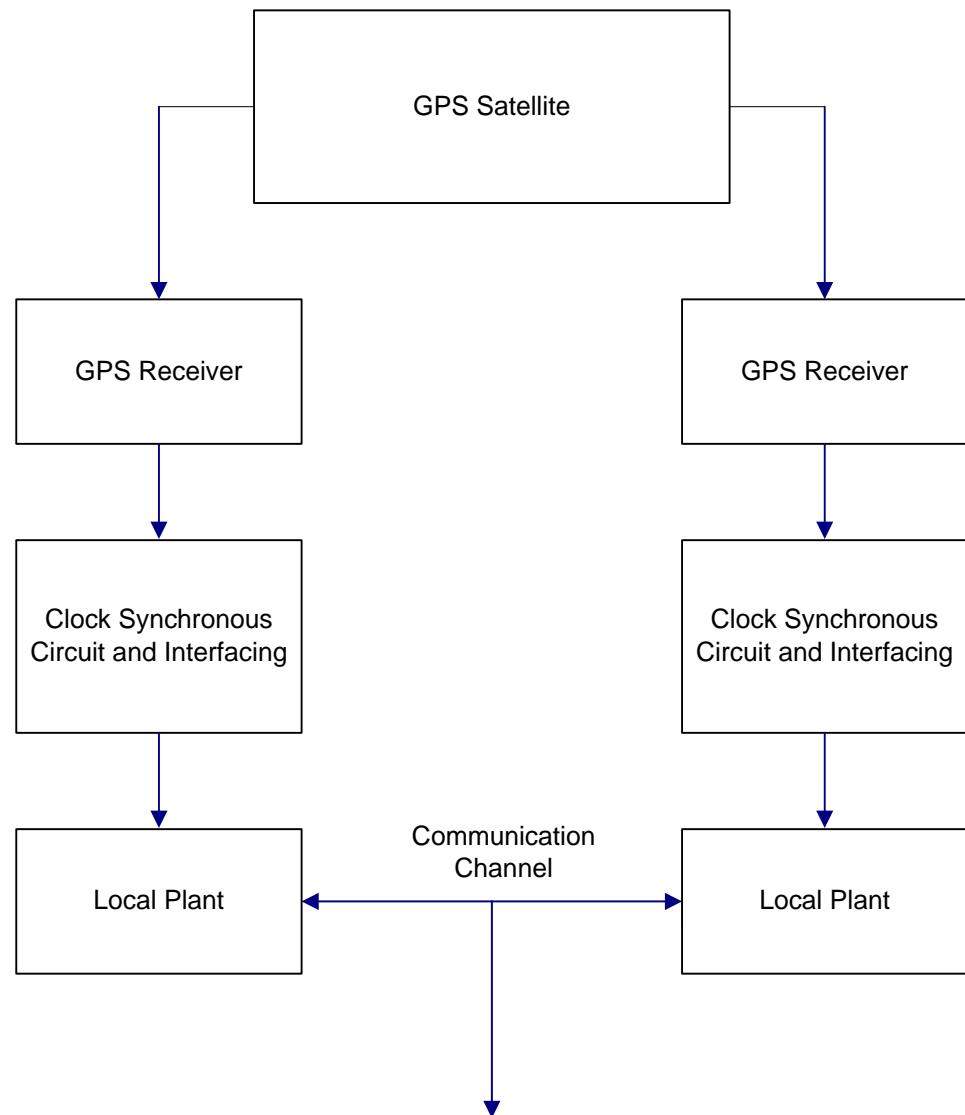 GPS Satellite
GPS Receiver
GPS Receiver
Clock Synchronous
Circuit and Interfacing
Clock Synchronous
Circuit and Interfacing
Communication
Channel
Local Plant
Local Plant